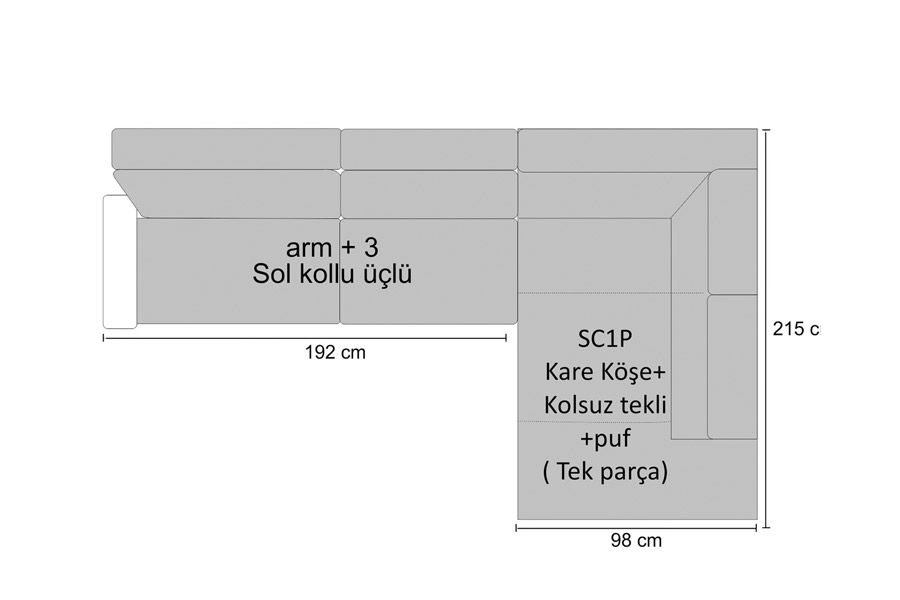 arm + 3
Sol kollu üçlü
192 cm
215 c
SC1P
Kare Köşe+
Kolsuz tekli
+puf
( Tek parça)
98 cm